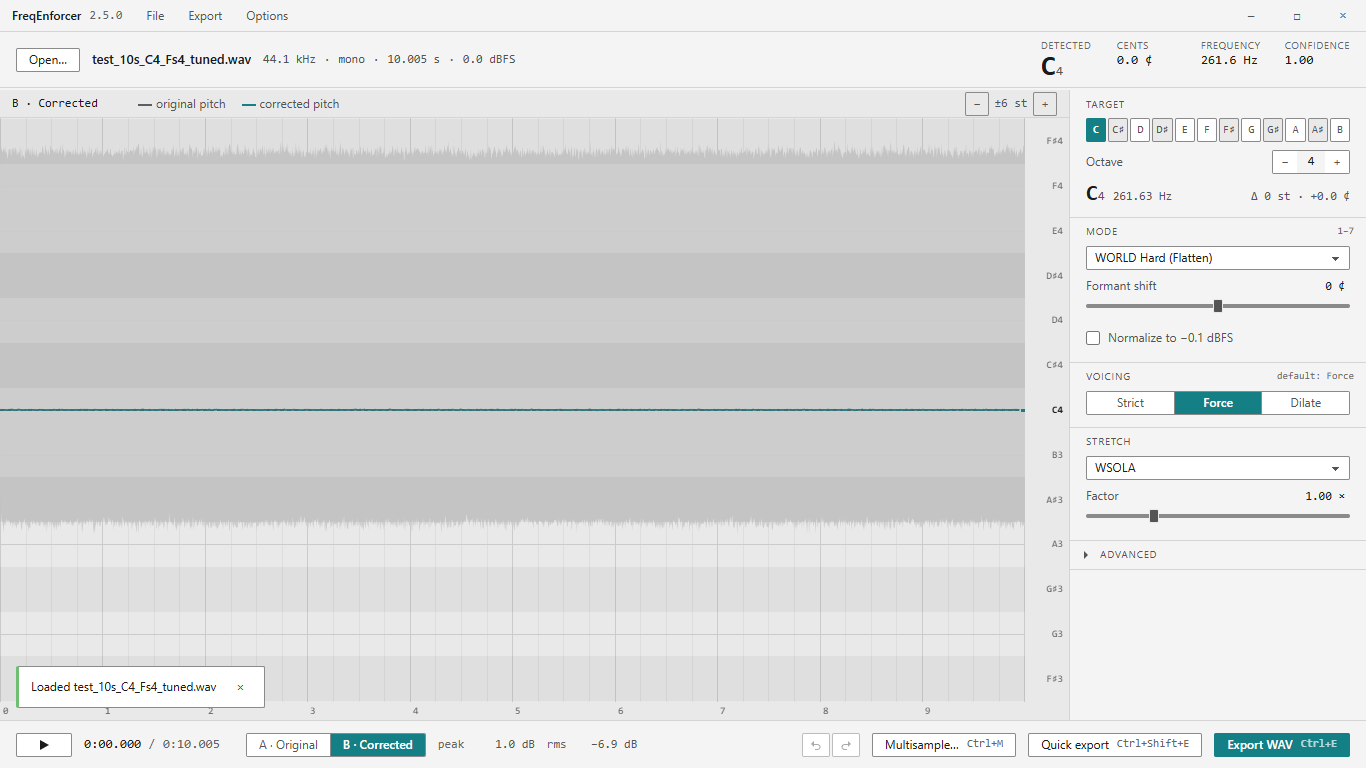 FreqEnforcer 2.5.0 File Export Options
Open... test_10s_C4_Fs4_tuned.wav 44.1 kHz · mono · 10.005 s · 0.0 dBFS
DETECTED CENTS FREQUENCY CONFIDENCE
C4 0.0 ¢ 261.6 Hz 1.00
B · Corrected original pitch corrected pitch − ±6 st +
F♯4
F4
E4
D♯4
D4
C♯4
C4
B3
A♯3
A3
G♯3
G3
F♯3
0 1 2 3 4 5 6 7 8 9
Loaded test_10s_C4_Fs4_tuned.wav ×
TARGET
C C♯ D D♯ E F F♯ G G♯ A A♯ B
Octave − 4 +
C4 261.63 Hz Δ 0 st · +0.0 ¢
MODE 1–7
WORLD Hard (Flatten)
Formant shift 0 ¢
Normalize to −0.1 dBFS
VOICING default: Force
Strict Force Dilate
STRETCH
WSOLA
Factor 1.00 ×
ADVANCED
0:00.000 / 0:10.005 A · Original B · Corrected peak 1.0 dB rms −6.9 dB
Multisample... Ctrl+M Quick export Ctrl+Shift+E Export WAV Ctrl+E